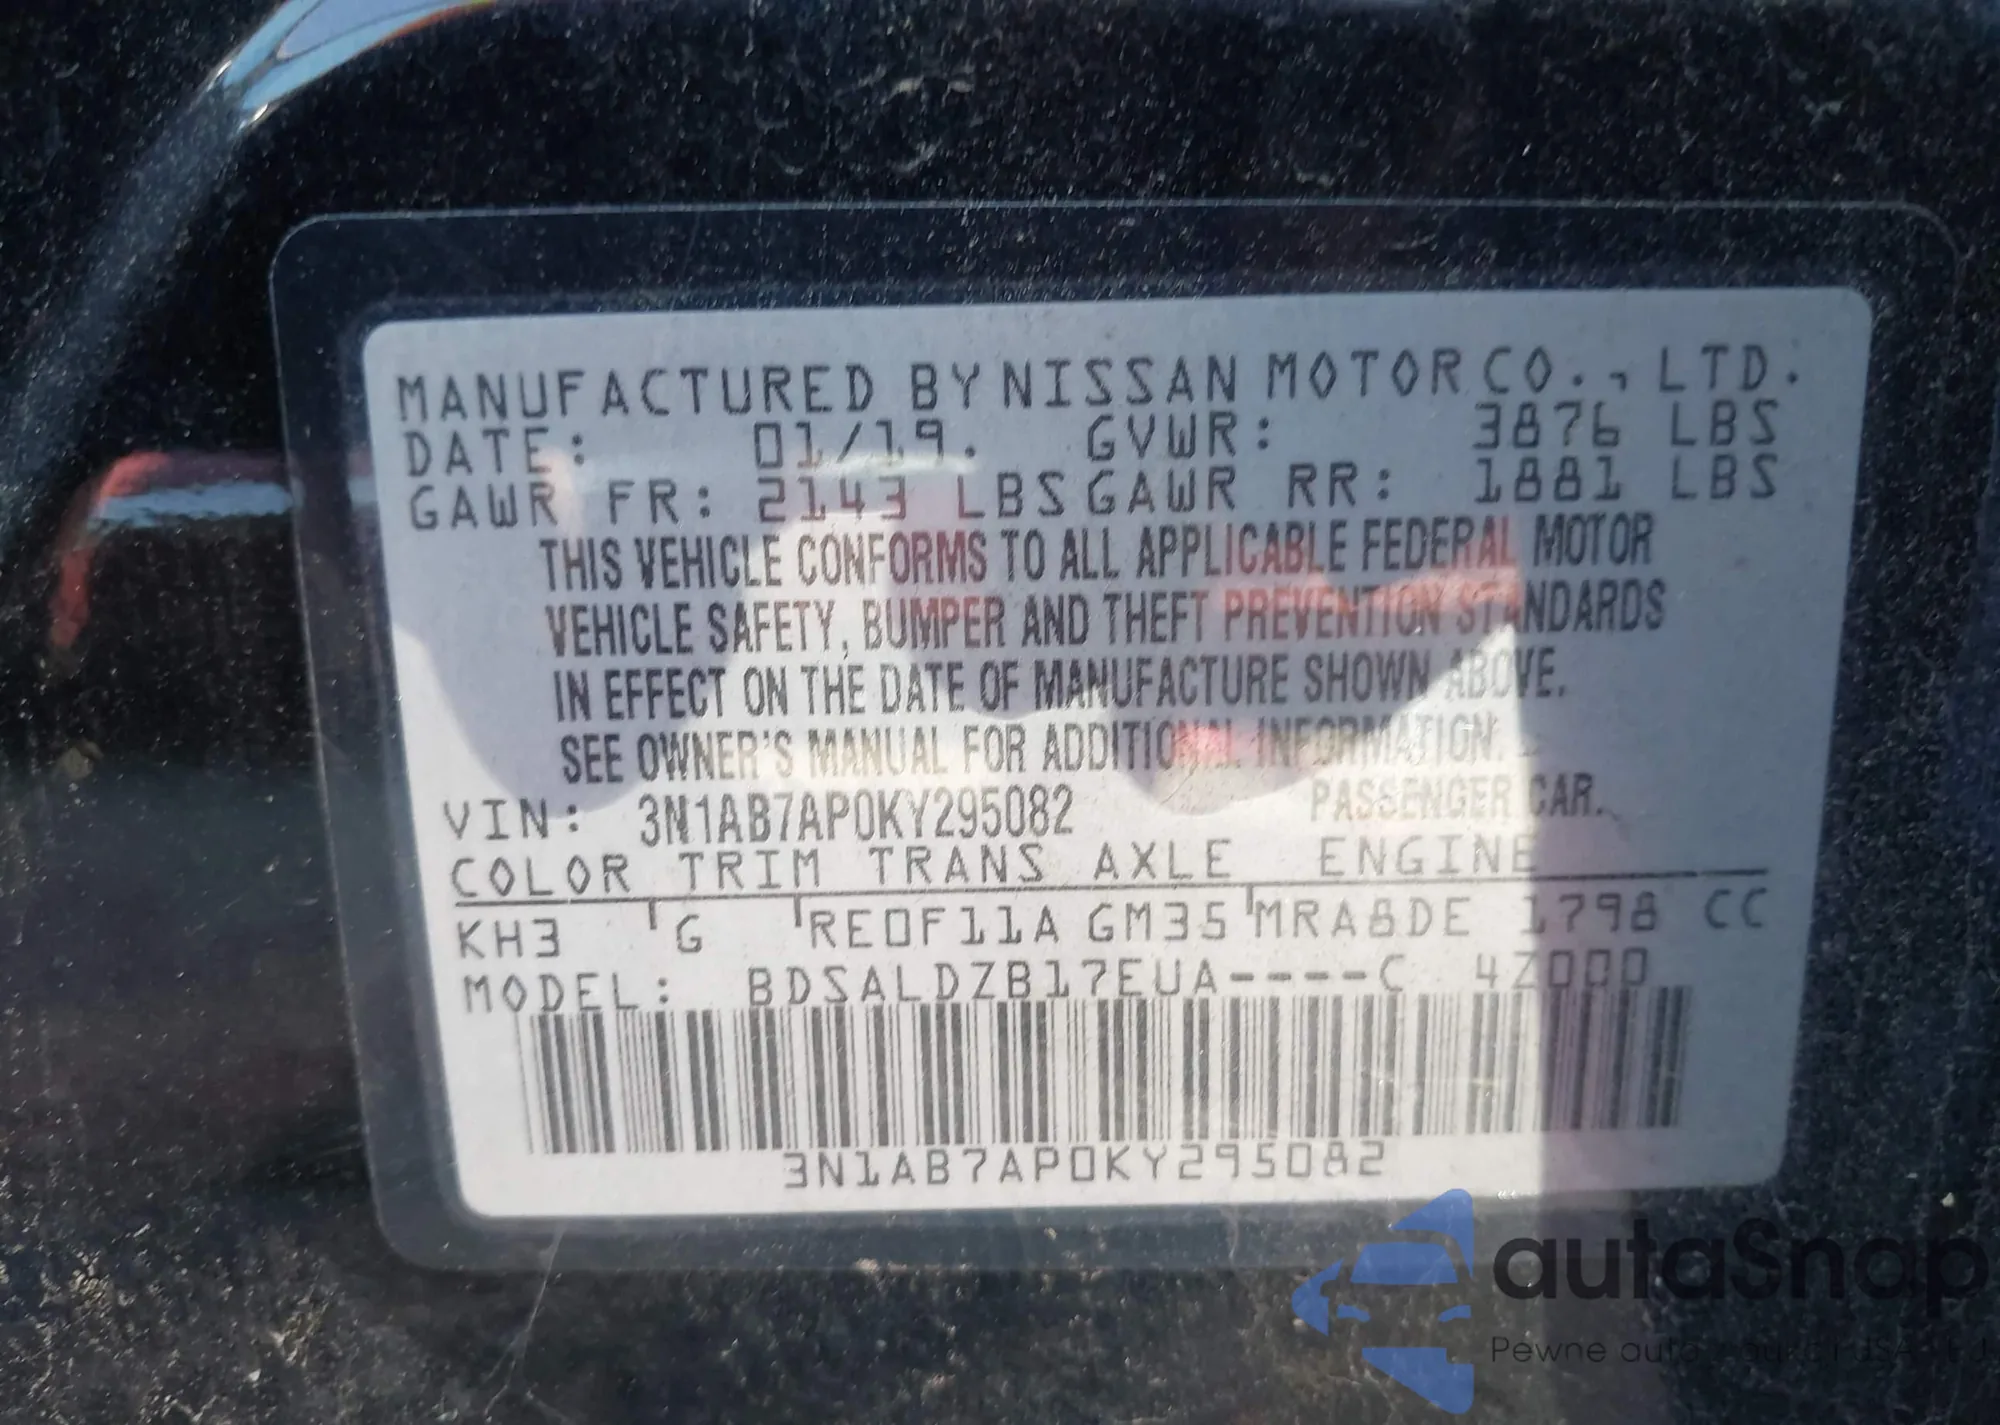 MANUFACTURED BY NISSAN MOTOR CO., LTD.
DATE: 01/19. GVWR: 3876 LBS
GAWR FR: 2143 LBS GAWR RR: 1881 LBS
THIS VEHICLE CONFORMS TO ALL APPLICABLE FEDERAL MOTOR
VEHICLE SAFETY, BUMPER AND THEFT PREVENTION STANDARDS
IN EFFECT ON THE DATE OF MANUFACTURE SHOWN ABOVE.
SEE OWNER'S MANUAL FOR ADDITIONAL INFORMATION.
VIN: 3N1AB7AP0KY295082 PASSENGER CAR.
COLOR TRIM TRANS AXLE ENGINE
KH3 G RE0F11A GM35 MRA8DE 1798 CC
MODEL: BDSALDZB17EUA----C 4Z000
3N1AB7AP0KY295082
autaSnap
Pewne auta